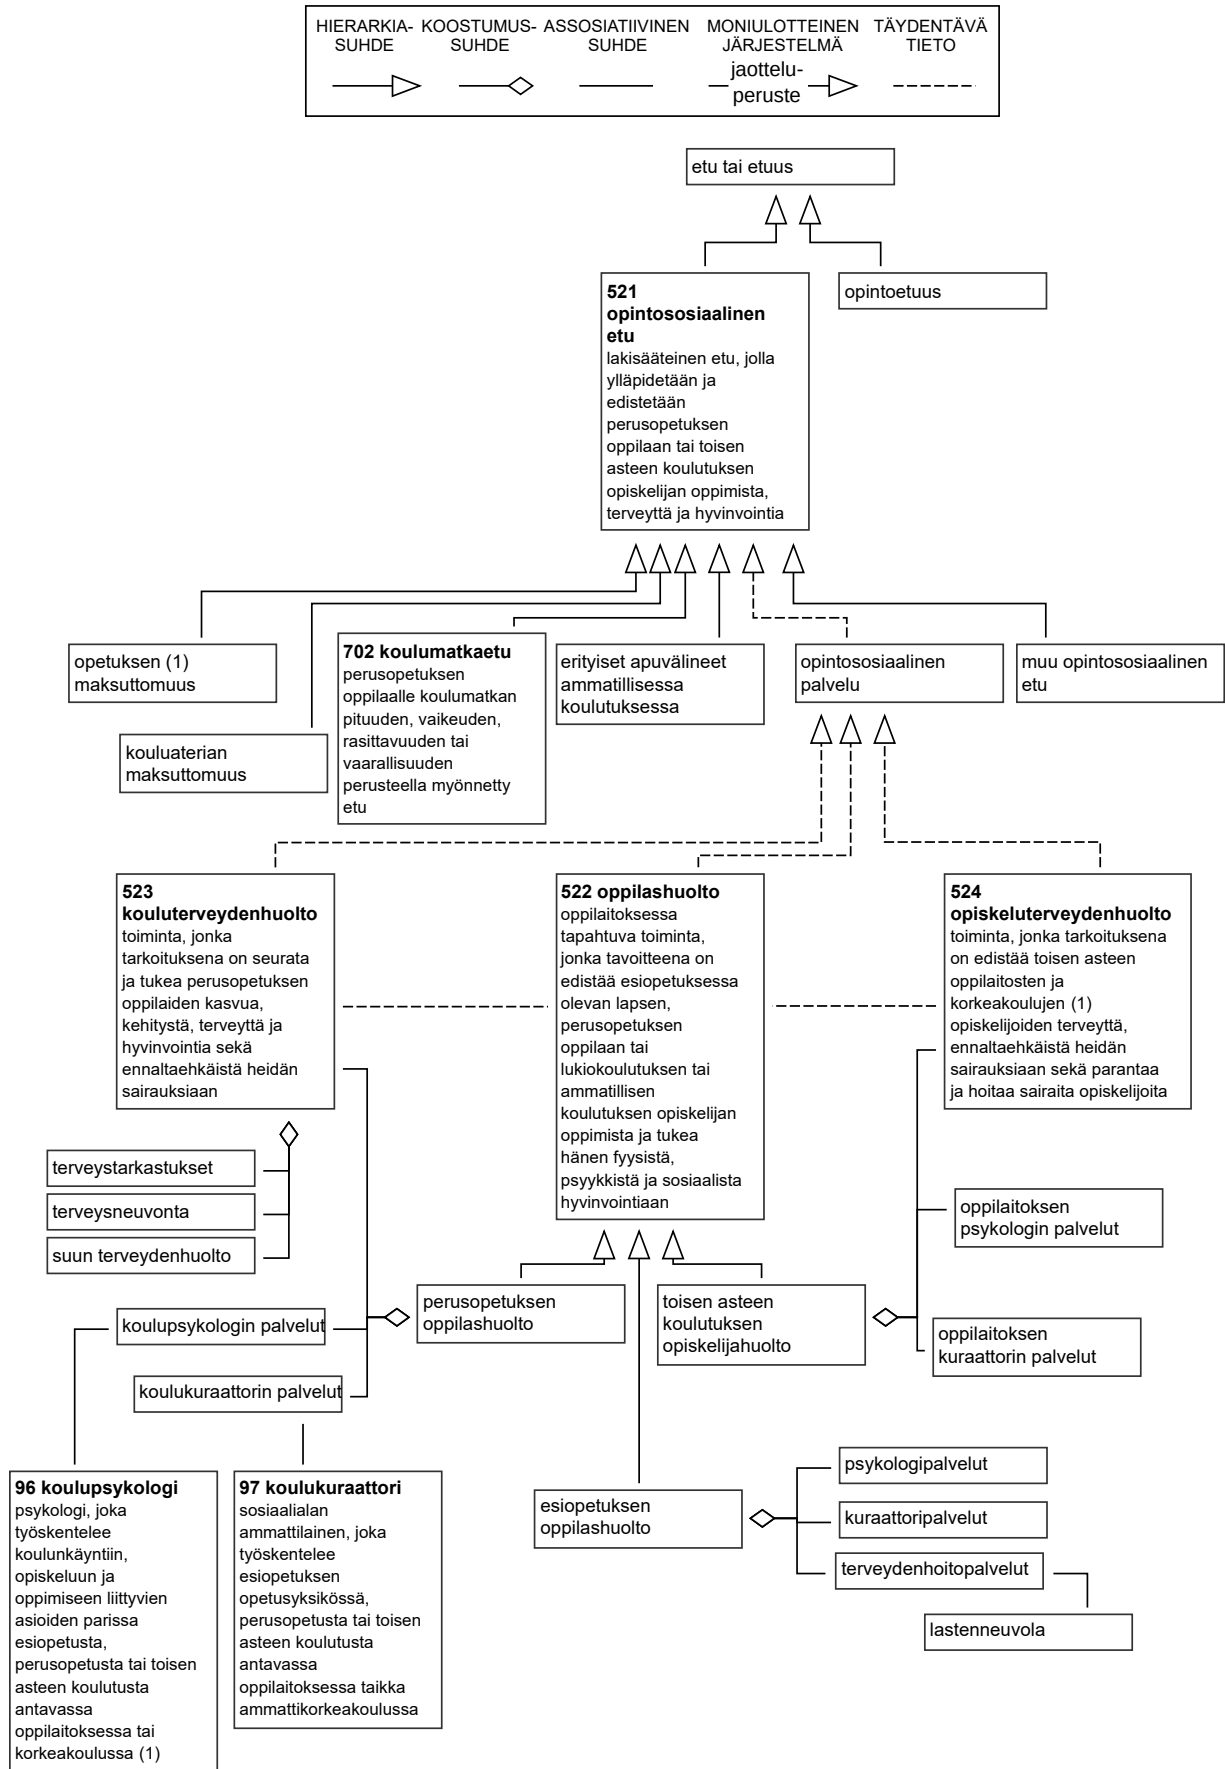 HIERARKIA-
SUHDE
KOOSTUMUS-
SUHDE
ASSOSIATIIVINEN
SUHDE
MONIULOTTEINEN
JÄRJESTELMÄ
TÄYDENTÄVÄ
TIETO
jaottelu-
peruste
etu tai etuus
521
opintososiaalinen
etu
lakisääteinen etu, jolla
ylläpidetään ja
edistetään
perusopetuksen
oppilaan tai toisen
asteen koulutuksen
opiskelijan oppimista,
terveyttä ja hyvinvointia
opintoetuus
opetuksen (1)
maksuttomuus
kouluaterian
maksuttomuus
702 koulumatkaetu
perusopetuksen
oppilaalle koulumatkan
pituuden, vaikeuden,
rasittavuuden tai
vaarallisuuden
perusteella myönnetty
etu
erityiset apuvälineet
ammatillisessa
koulutuksessa
opintososiaalinen
palvelu
muu opintososiaalinen
etu
523
kouluterveydenhuolto
toiminta, jonka
tarkoituksena on seurata
ja tukea perusopetuksen
oppilaiden kasvua,
kehitystä, terveyttä ja
hyvinvointia sekä
ennaltaehkäistä heidän
sairauksiaan
522 oppilashuolto
oppilaitoksessa
tapahtuva toiminta,
jonka tavoitteena on
edistää esiopetuksessa
olevan lapsen,
perusopetuksen
oppilaan tai
lukiokoulutuksen tai
ammatillisen
koulutuksen opiskelijan
oppimista ja tukea
hänen fyysistä,
psyykkistä ja sosiaalista
hyvinvointiaan
524
opiskeluterveydenhuolto
toiminta, jonka tarkoituksena
on edistää toisen asteen
oppilaitosten ja
korkeakoulujen (1)
opiskelijoiden terveyttä,
ennaltaehkäistä heidän
sairauksiaan sekä parantaa
ja hoitaa sairaita opiskelijoita
terveystarkastukset
terveysneuvonta
suun terveydenhuolto
koulupsykologin palvelut
koulukuraattorin palvelut
perusopetuksen
oppilashuolto
toisen asteen
koulutuksen
opiskelijahuolto
oppilaitoksen
psykologin palvelut
oppilaitoksen
kuraattorin palvelut
96 koulupsykologi
psykologi, joka
työskentelee
koulunkäyntiin,
opiskeluun ja
oppimiseen liittyvien
asioiden parissa
esiopetusta,
perusopetusta tai toisen
asteen koulutusta
antavassa
oppilaitoksessa tai
korkeakoulussa (1)
97 koulukuraattori
sosiaalialan
ammattilainen, joka
työskentelee
esiopetuksen
opetusyksikössä,
perusopetusta tai toisen
asteen koulutusta
antavassa
oppilaitoksessa taikka
ammattikorkeakoulussa
esiopetuksen
oppilashuolto
psykologipalvelut
kuraattoripalvelut
terveydenhoitopalvelut
lastenneuvola